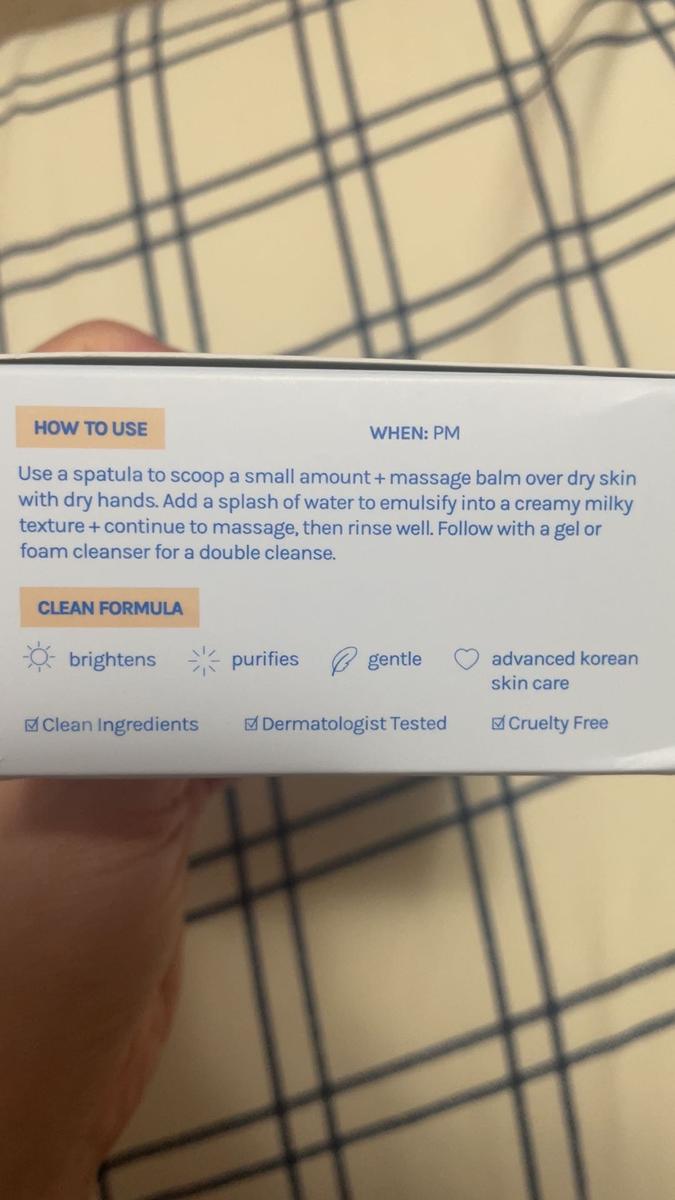 HOW TO USE
WHEN: PM
Use a spatula to scoop a small amount + massage balm over dry skin
with dry hands. Add a splash of water to emulsify into a creamy milky
texture + continue to massage, then rinse well. Follow with a gel or
foam cleanser for a double cleanse.
CLEAN FORMULA
brightens purifies gentle advanced korean
skin care
☑ Clean Ingredients ☑ Dermatologist Tested ☑ Cruelty Free